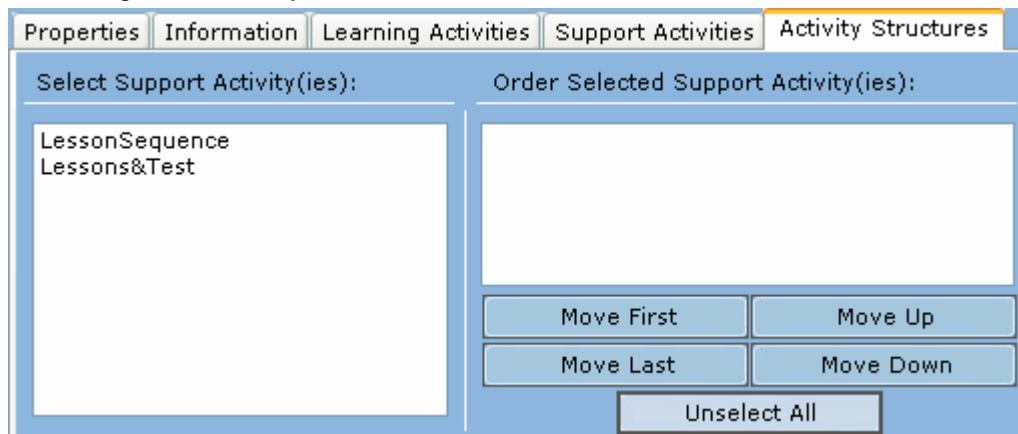 Properties Information Learning Activities Support Activities Activity Structures
Select Support Activity(ies):
Order Selected Support Activity(ies):
LessonSequence
Lessons&Test
Move First Move Up
Move Last Move Down
Unselect All